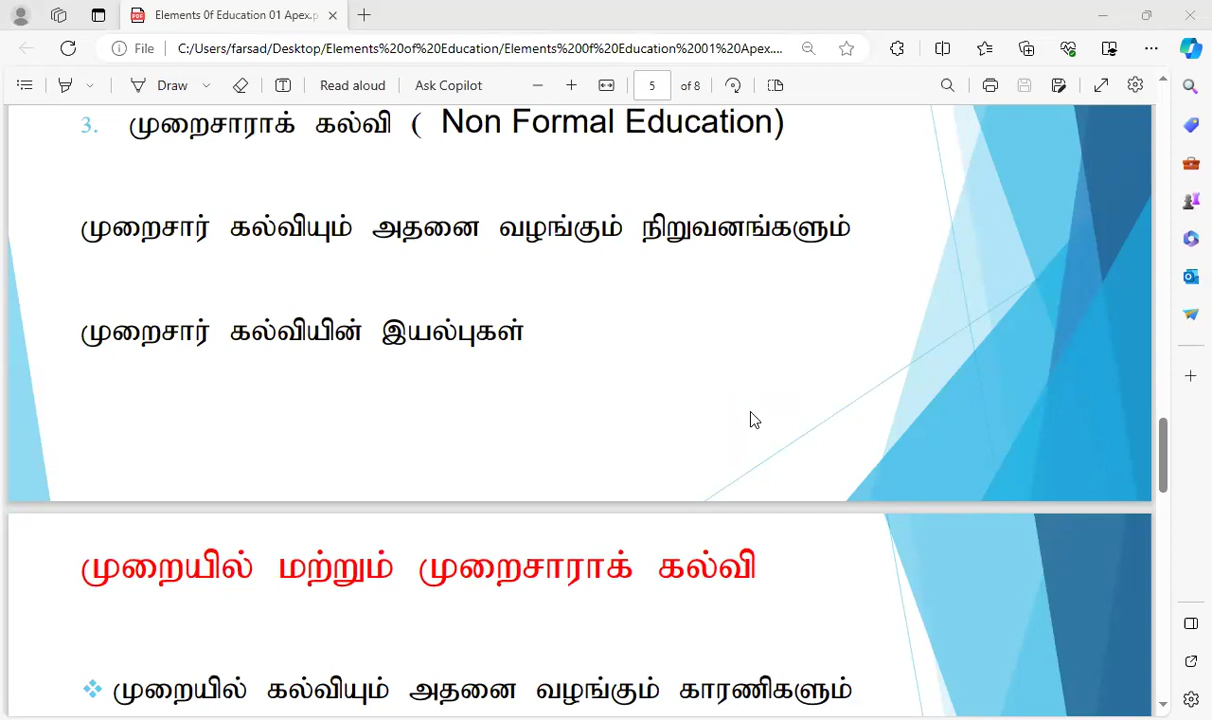 Elements 0f Education 01 Apex.p
File
C:/Users/farsad/Desktop/Elements%20of%20Education/Elements%200f%20Education%2001%20Apex....
Draw
Read aloud
Ask Copilot
5
of 8
3. முறைசாராக் கல்வி ( Non Formal Education)
முறைசார் கல்வியும் அதனை வழங்கும் நிறுவனங்களும்
முறைசார் கல்வியின் இயல்புகள்
முறையில் மற்றும் முறைசாராக் கல்வி
முறையில் கல்வியும் அதனை வழங்கும் காரணிகளும்